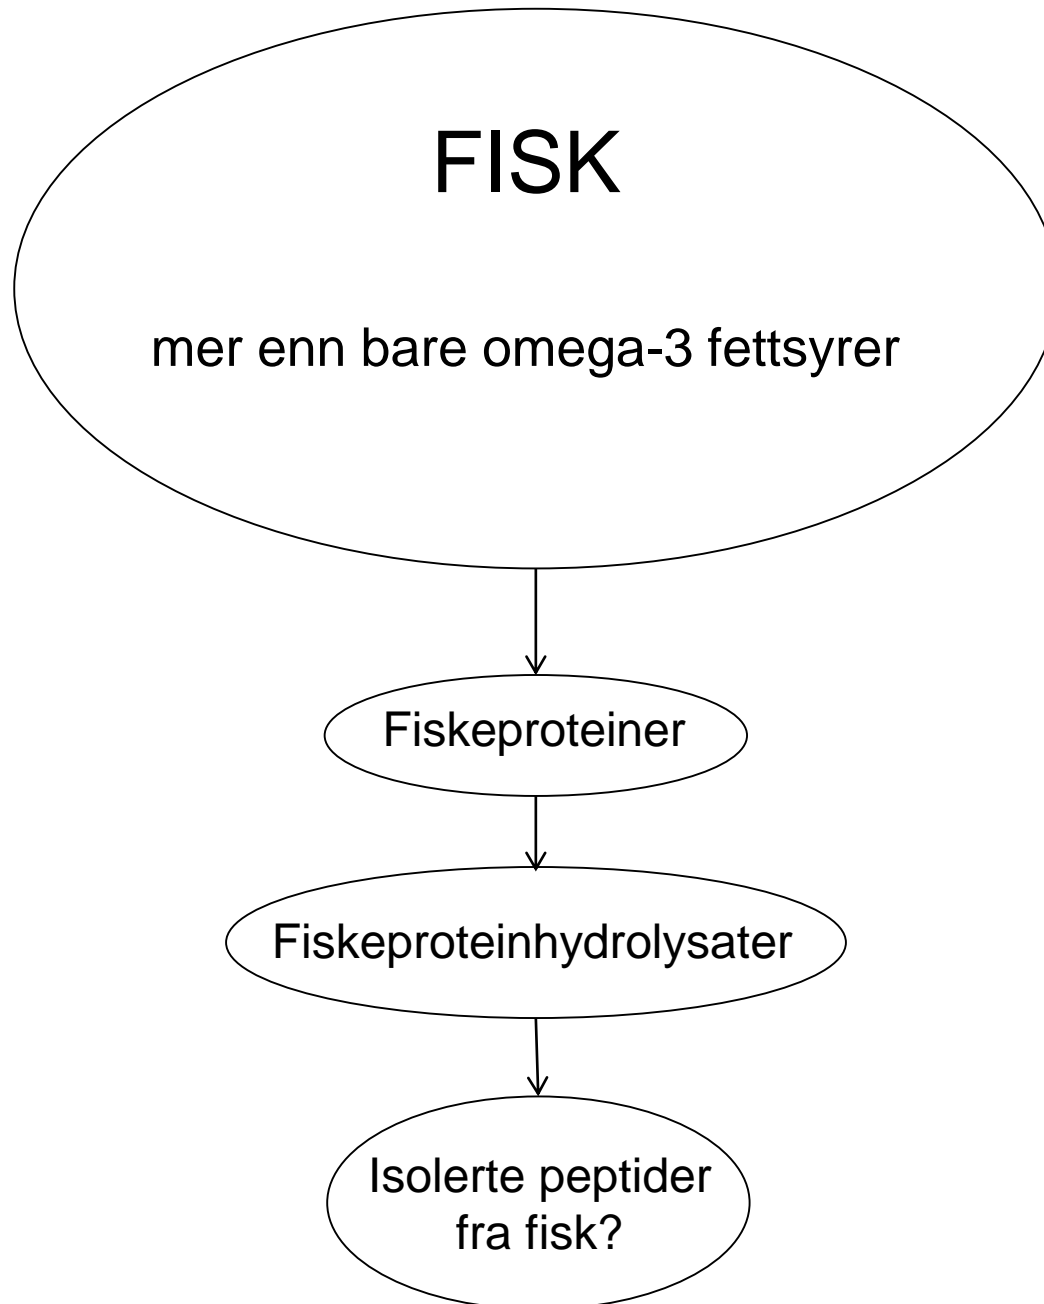 FISK
mer enn bare omega-3 fettsyrer
Fiskeproteiner
Fiskeproteinhydrolysater
Isolerte peptider
fra fisk?